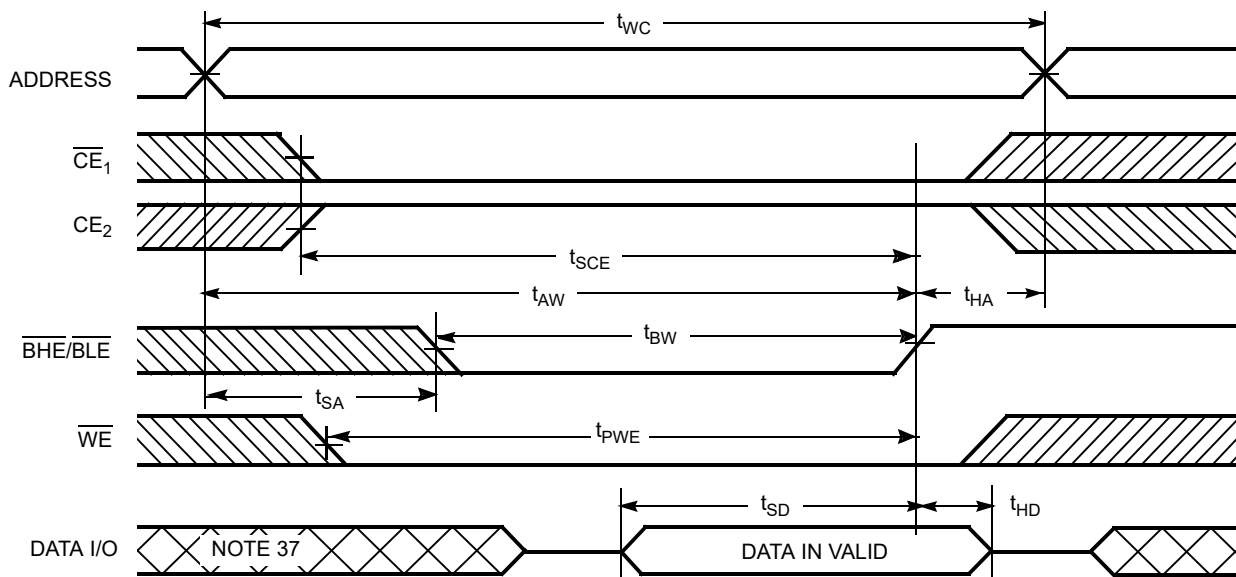 tWC
ADDRESS
CE1
CE2
tSCE
tAW
tHA
BHE/BLE
tBW
tSA
WE
tPWE
tSD
tHD
DATA I/O
NOTE 37
DATA IN VALID